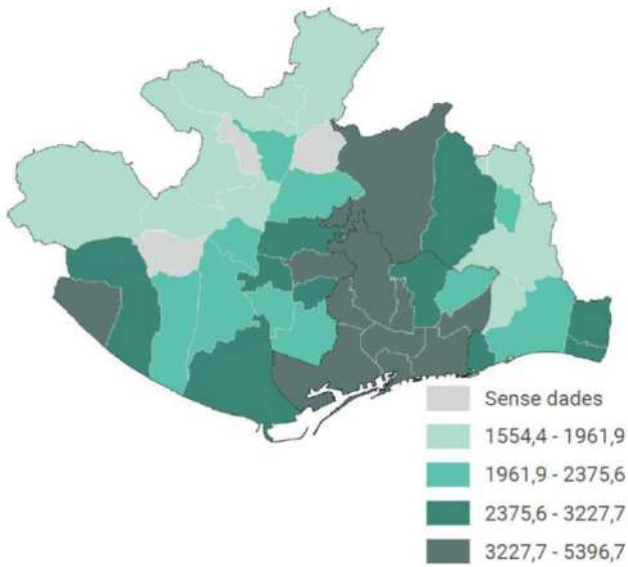 Sense dades
1554,4 - 1961,9
1961,9 - 2375,6
2375,6 - 3227,7
3227,7 - 5396,7